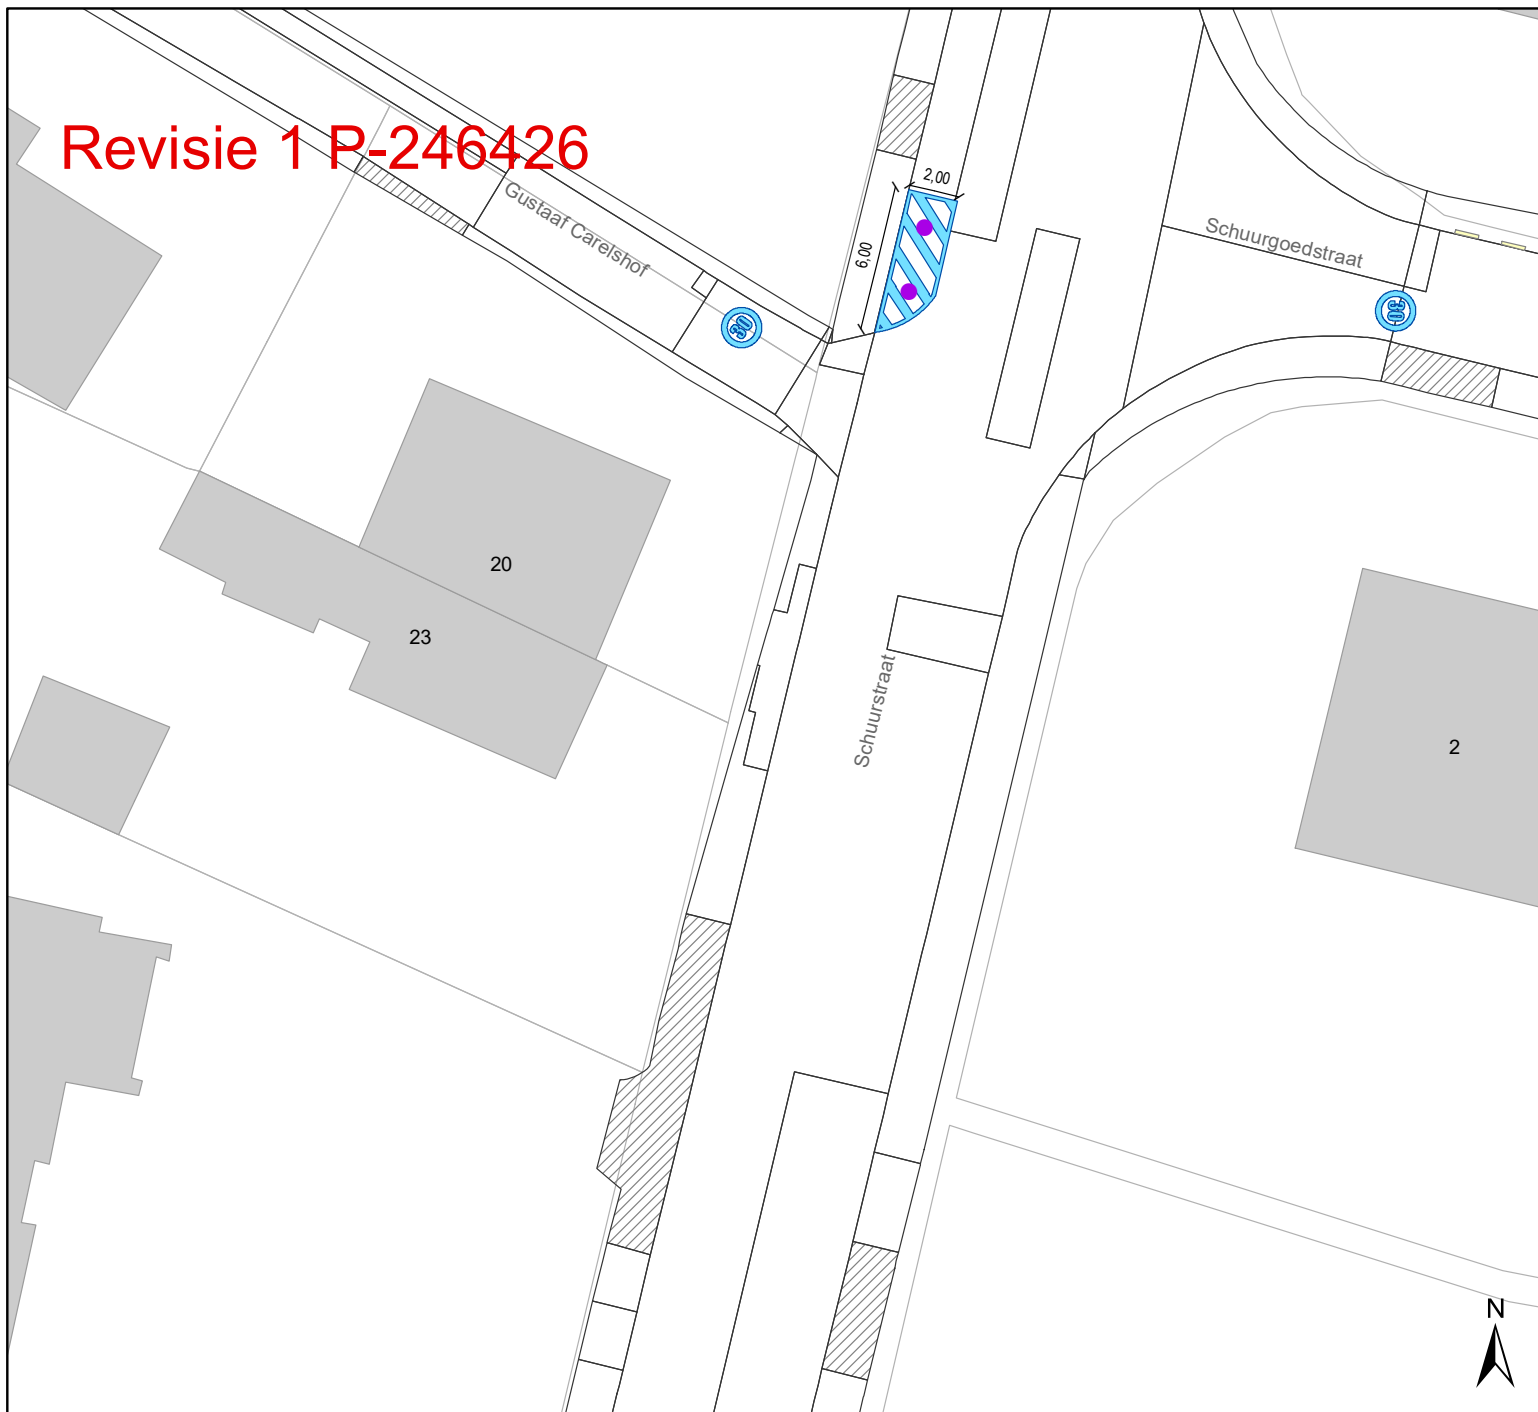 Revisie 1 P-246426
2,00
6,00
Gustaaf Carelshof
Schuurgoedstraat
30
30
20
23
Schuurstraat
2
N